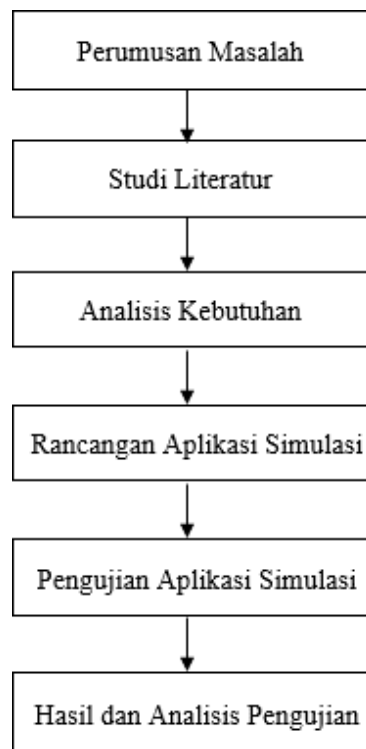 Perumusan Masalah
Studi Literatur
Analisis Kebutuhan
Rancangan Aplikasi Simulasi
Pengujian Aplikasi Simulasi
Hasil dan Analisis Pengujian